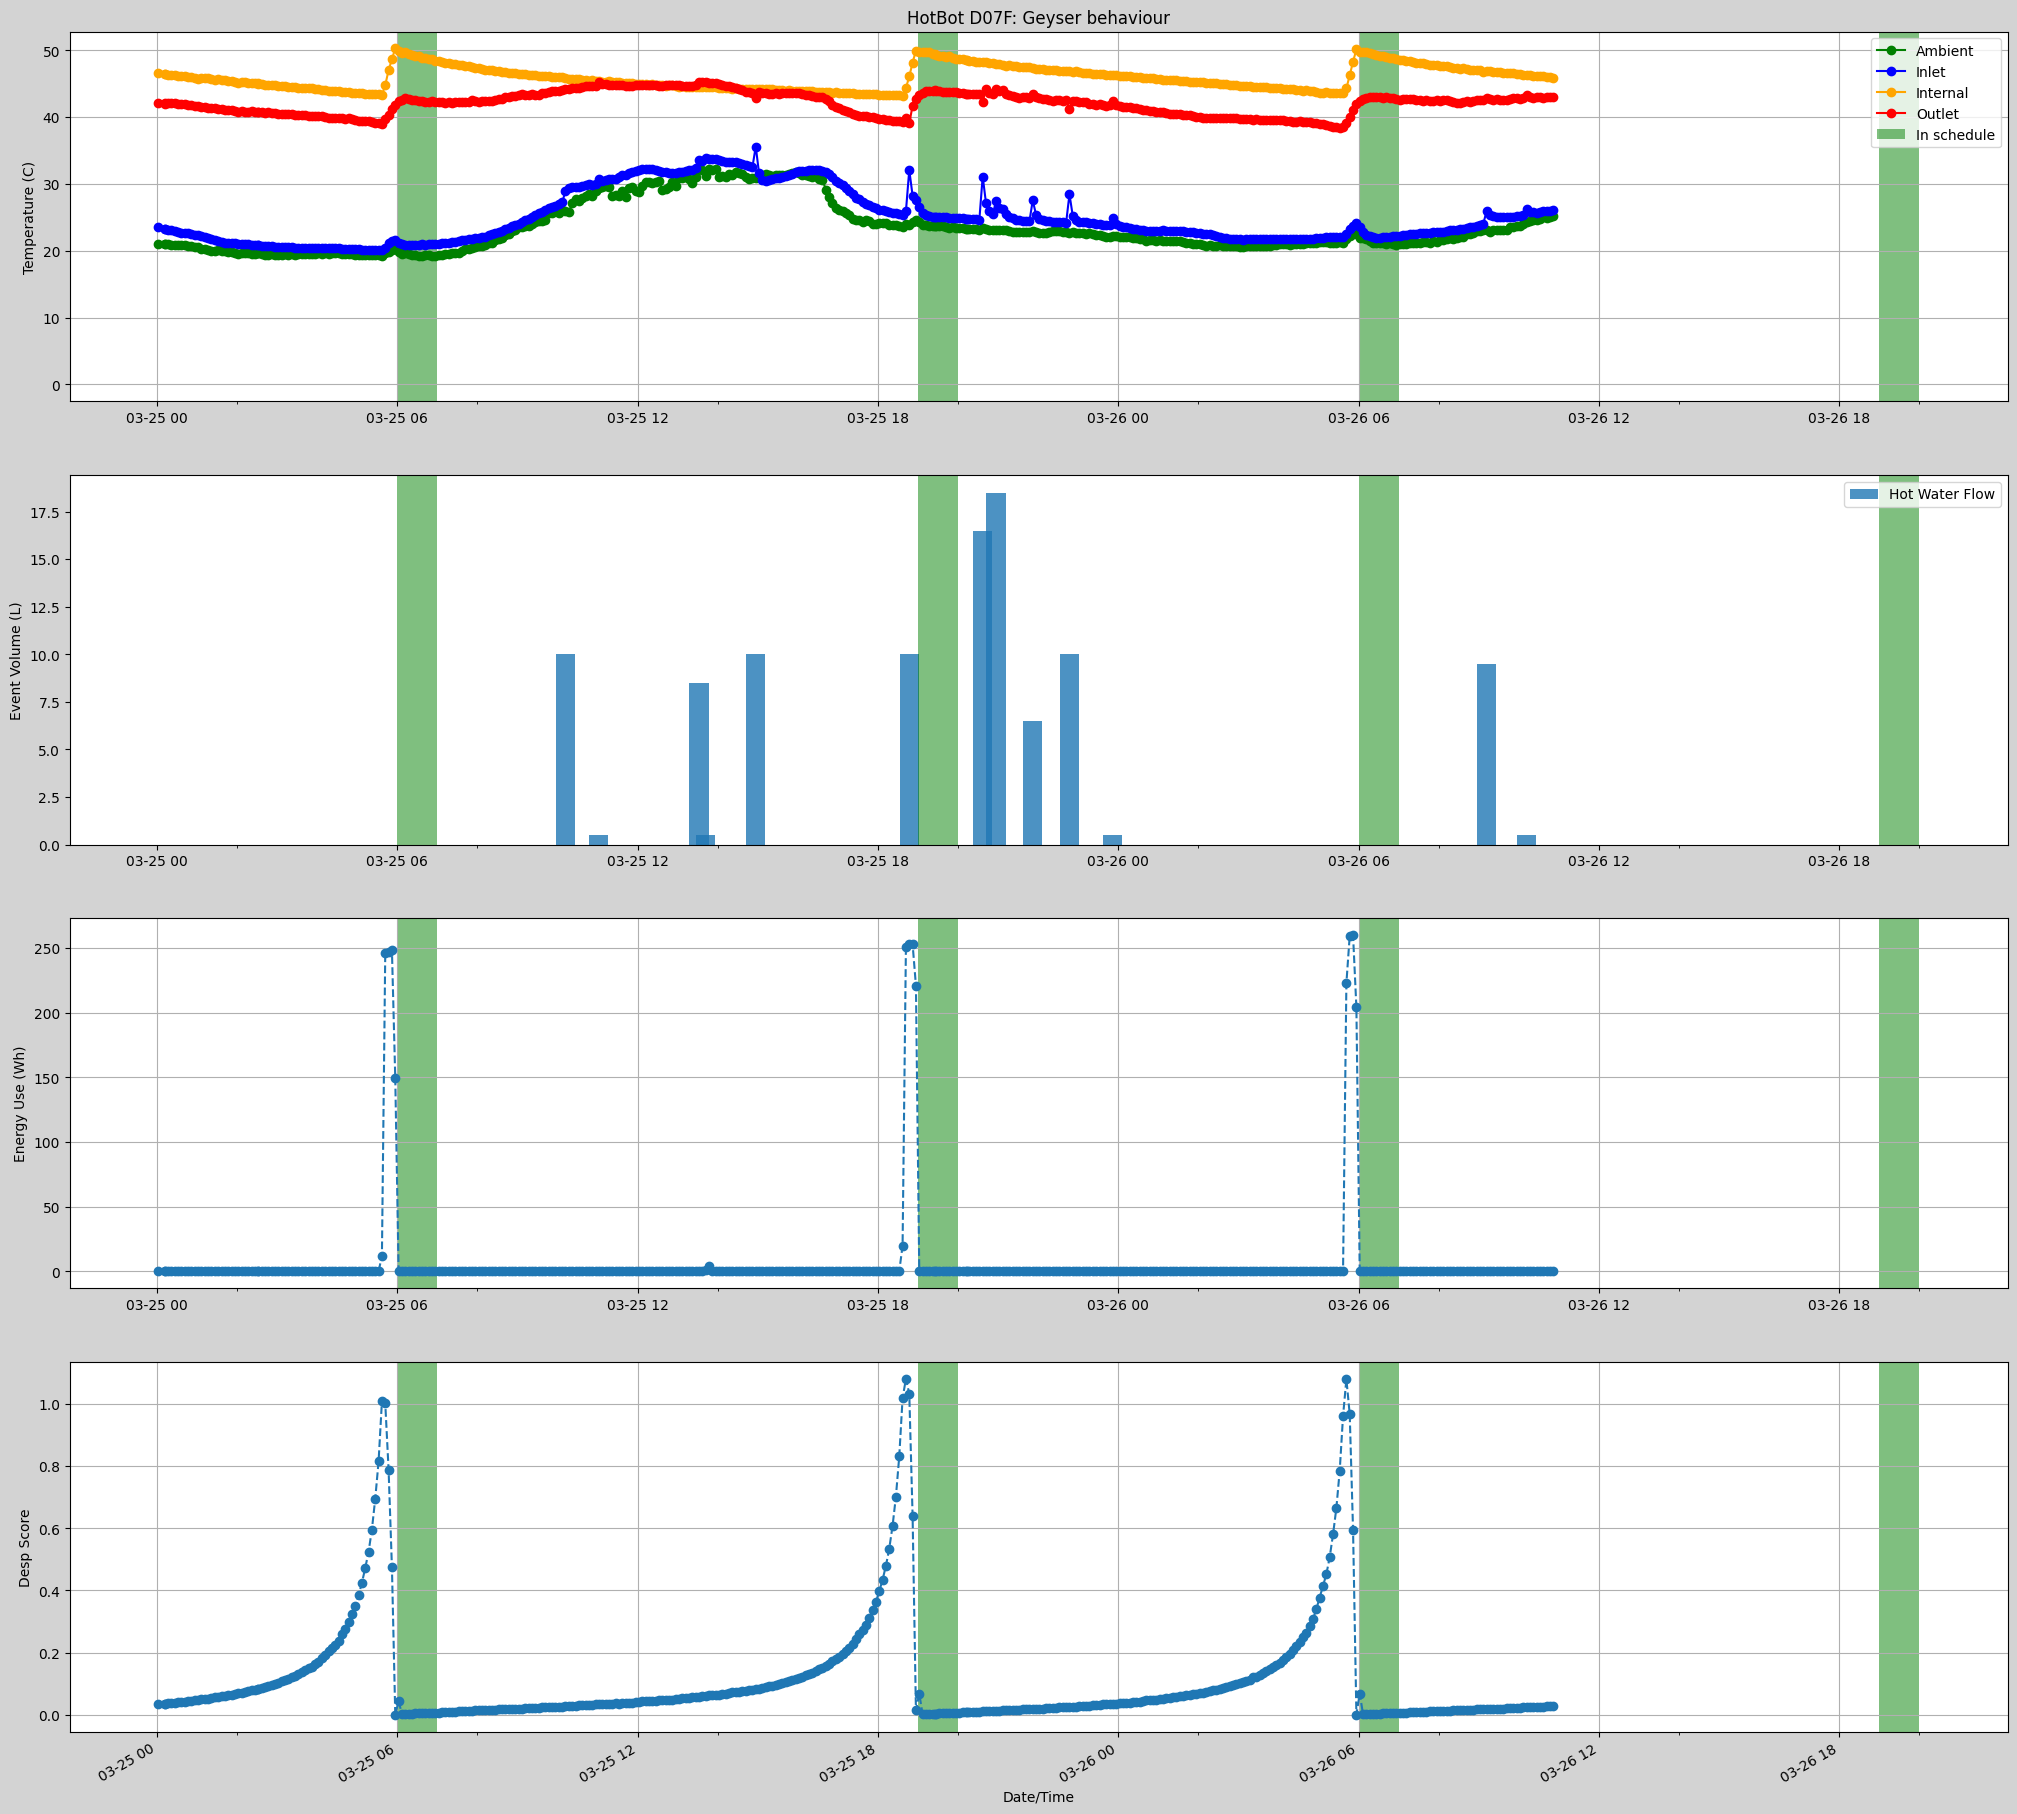 HotBot D07F: Geyser behaviour
50
40
30
20
10
0
Temperature (C)
Ambient
Inlet
Internal
Outlet
In schedule
03-25 00 03-25 06 03-25 12 03-25 18 03-26 00 03-26 06 03-26 12 03-26 18
17.5
15.0
12.5
10.0
7.5
5.0
2.5
0.0
Event Volume (L)
Hot Water Flow
03-25 00 03-25 06 03-25 12 03-25 18 03-26 00 03-26 06 03-26 12 03-26 18
250
200
150
100
50
0
Energy Use (Wh)
03-25 00 03-25 06 03-25 12 03-25 18 03-26 00 03-26 06 03-26 12 03-26 18
1.0
0.8
0.6
0.4
0.2
0.0
Desp Score
03-25 00 03-25 06 03-25 12 03-25 18 03-26 00 03-26 06 03-26 12 03-26 18
Date/Time